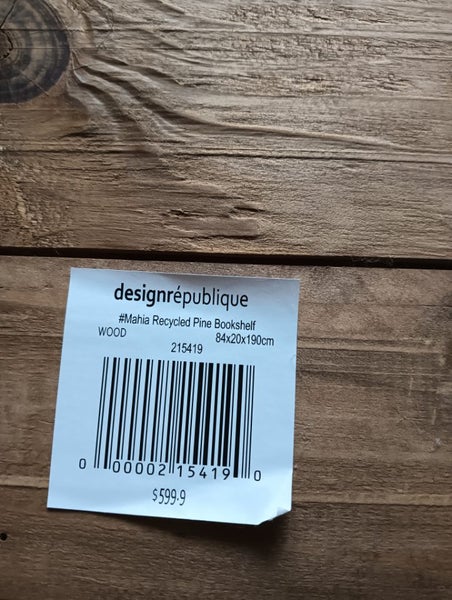 designrépublique
#Mahia Recycled Pine Bookshelf
WOOD 84x20x190cm
215419
0 00002 15419 0
$599.9